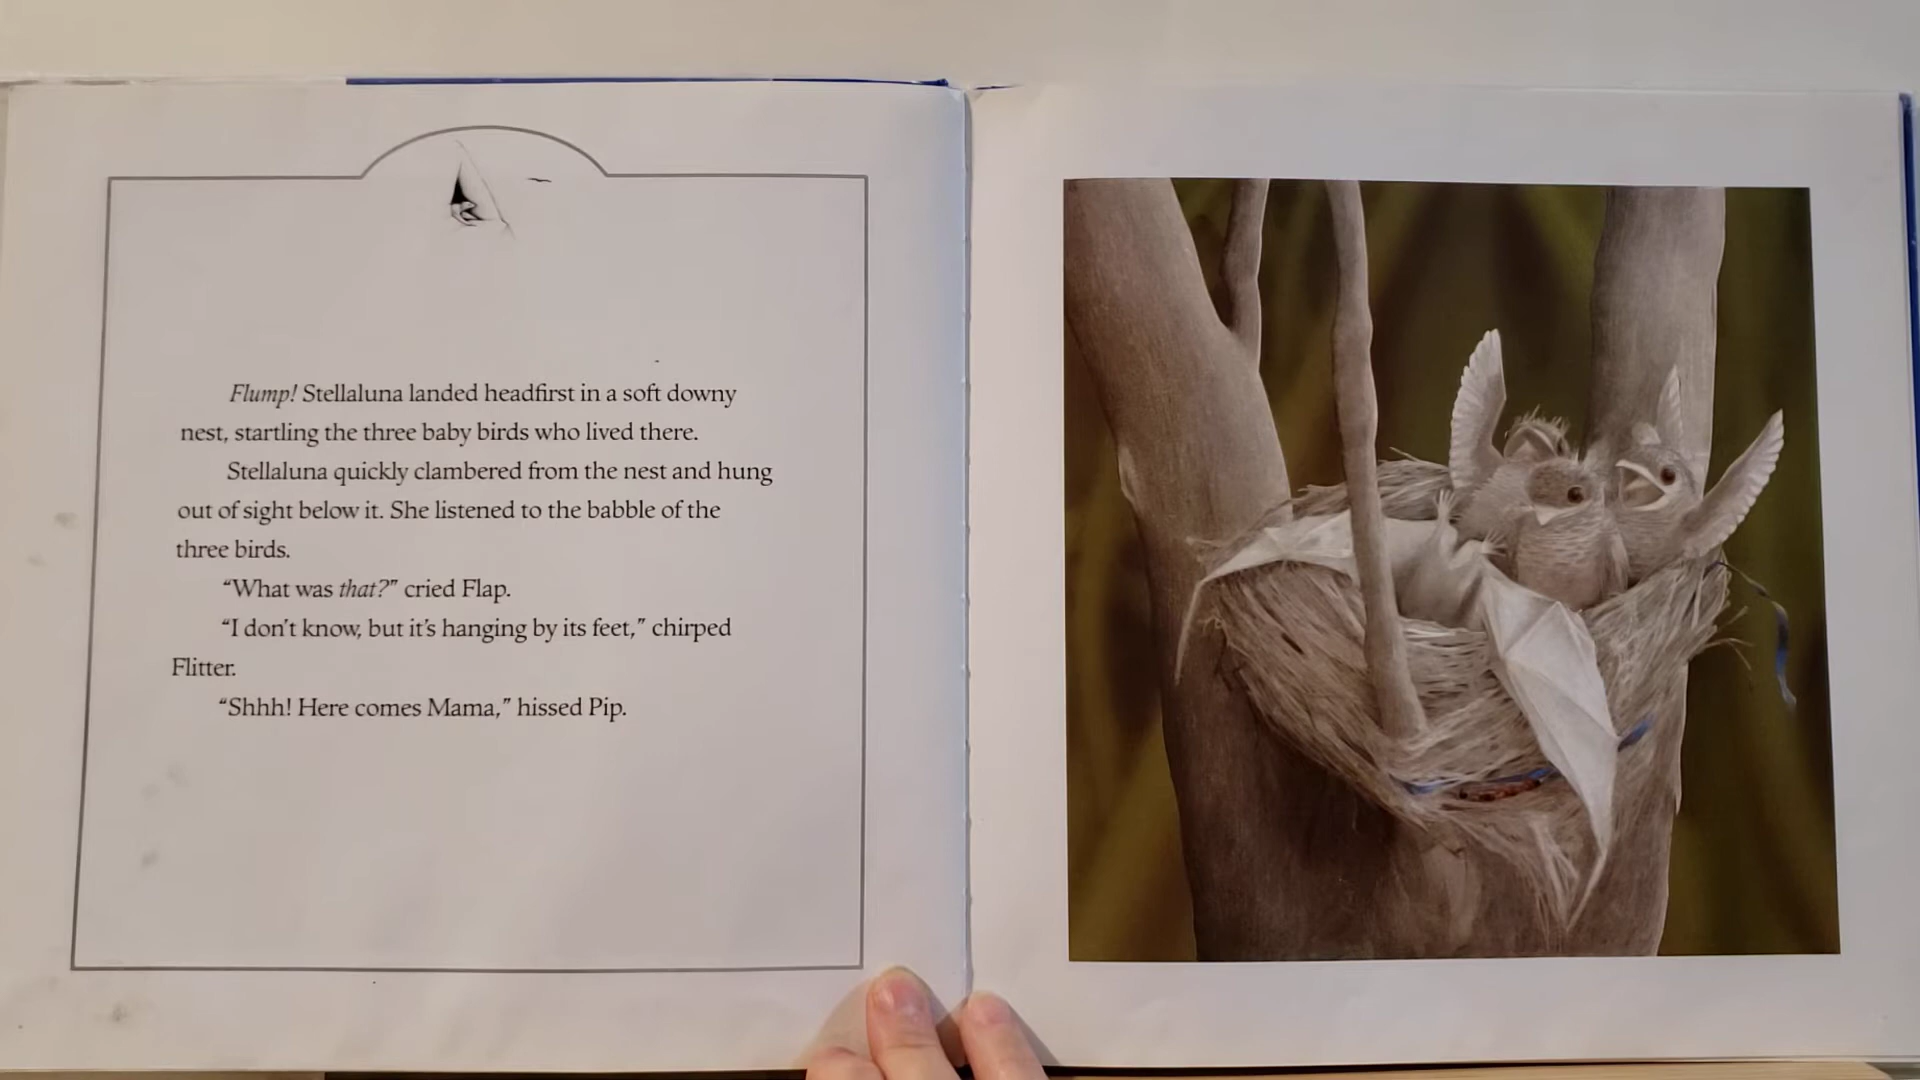 Flump! Stellaluna landed headfirst in a soft downy
nest, startling the three baby birds who lived there.
Stellaluna quickly clambered from the nest and hung
out of sight below it. She listened to the babble of the
three birds.
“What was that?” cried Flap.
“I don’t know, but it’s hanging by its feet,” chirped
Flitter.
“Shhh! Here comes Mama,” hissed Pip.